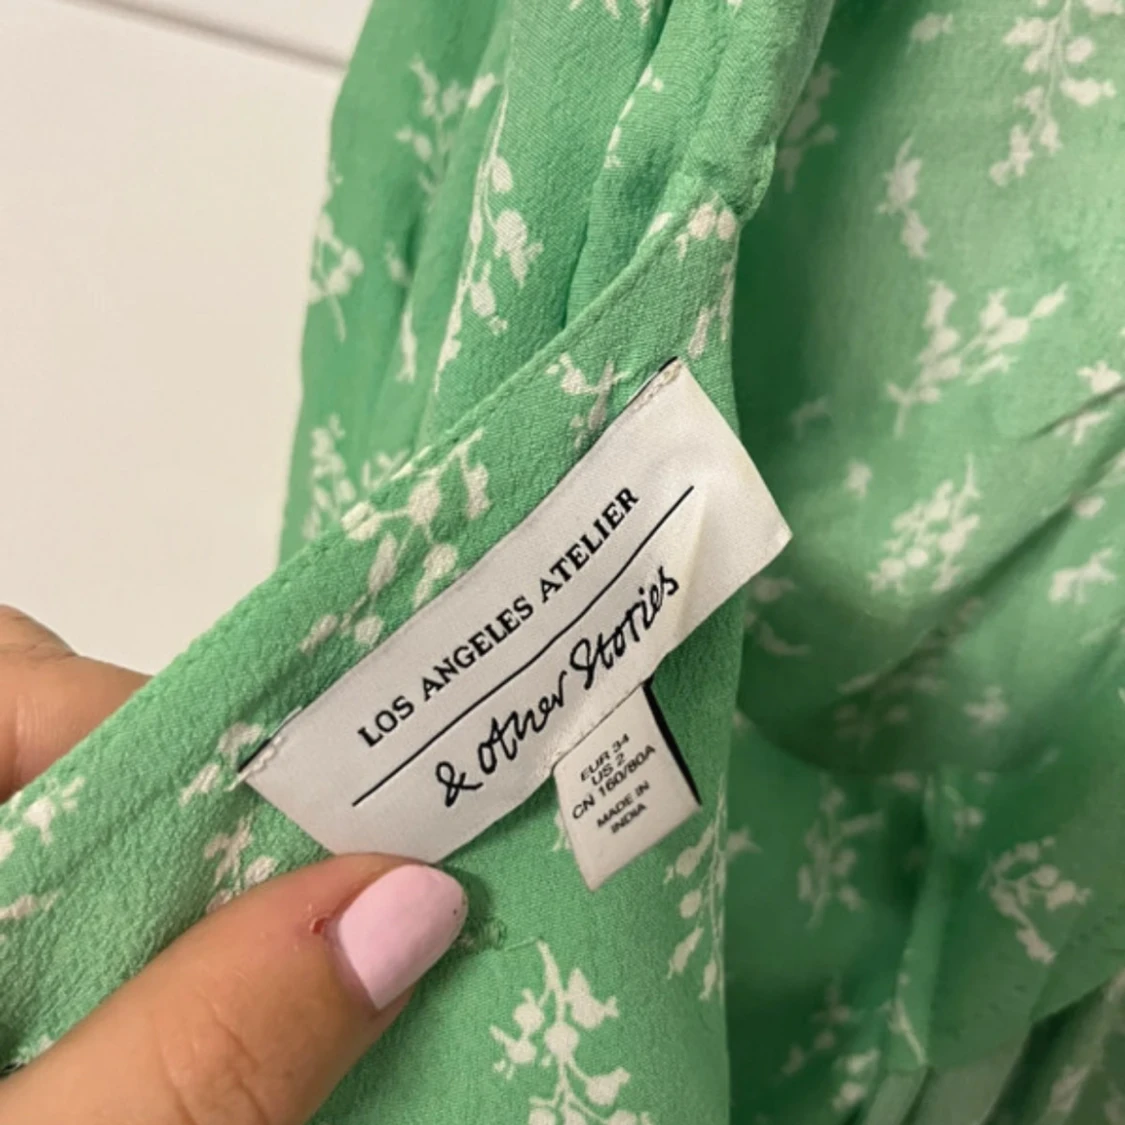 LOS ANGELES ATELIER
& Other Stories
EUR 34
US 2
CN 160/80A
MADE IN
INDIA